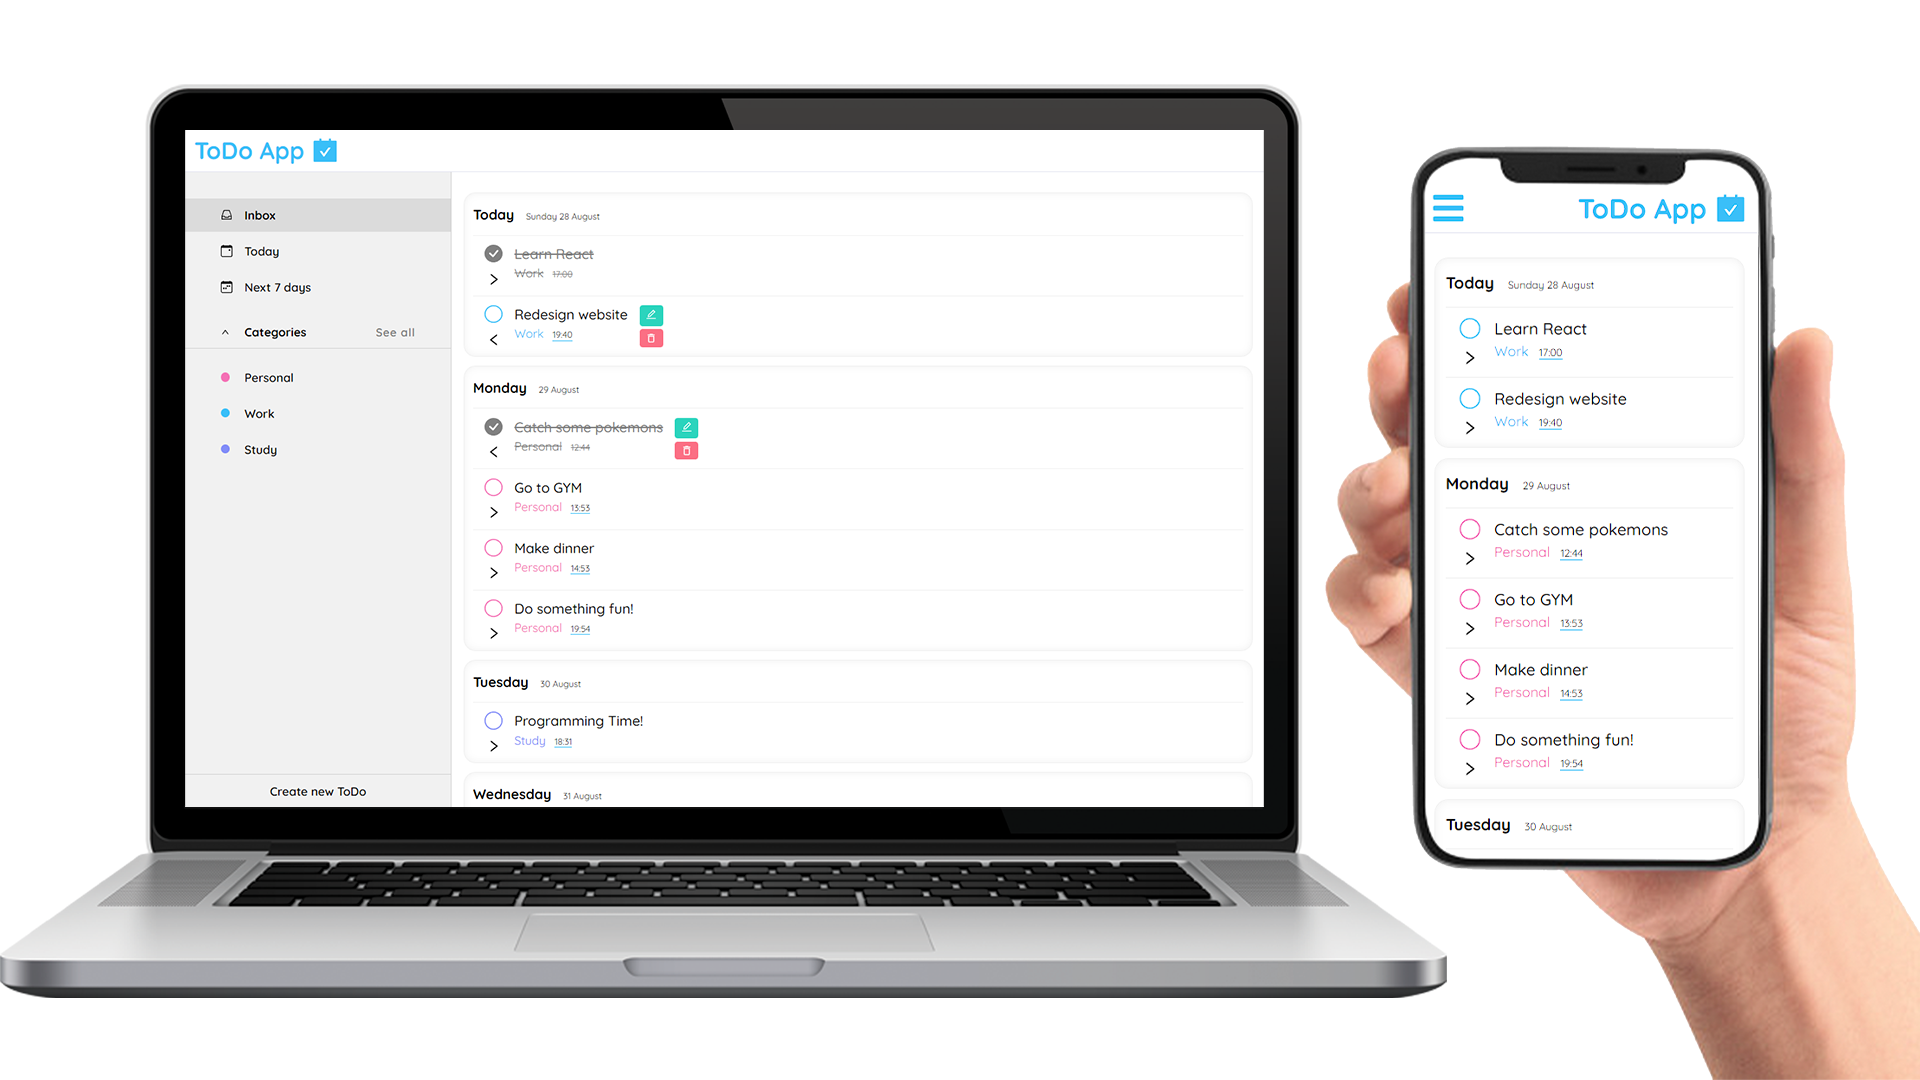 ToDo App
Inbox
Today
Next 7 days
Categories See all
Personal
Work
Study
Create new ToDo
Today Sunday 28 August
Learn React
Work 17:00
Redesign website
Work 19:40
Monday 29 August
Catch some pokemons
Personal 12:44
Go to GYM
Personal 13:53
Make dinner
Personal 14:53
Do something fun!
Personal 19:54
Tuesday 30 August
Programming Time!
Study 18:31
Wednesday 31 August
ToDo App
Today Sunday 28 August
Learn React
Work 17:00
Redesign website
Work 19:40
Monday 29 August
Catch some pokemons
Personal 12:44
Go to GYM
Personal 13:53
Make dinner
Personal 14:53
Do something fun!
Personal 19:54
Tuesday 30 August